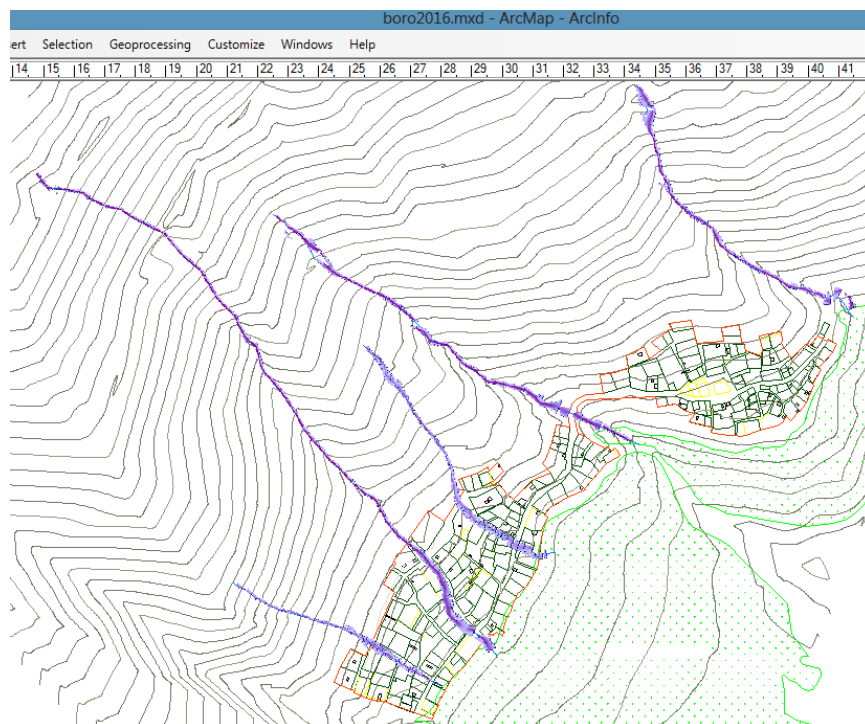 boro2016.mxd - ArcMap - ArcInfo
ert Selection Geoprocessing Customize Windows Help
14 15 16 17 18 19 20 21 22 23 24 25 26 27 28 29 30 31 32 33 34 35 36 37 38 39 40 41